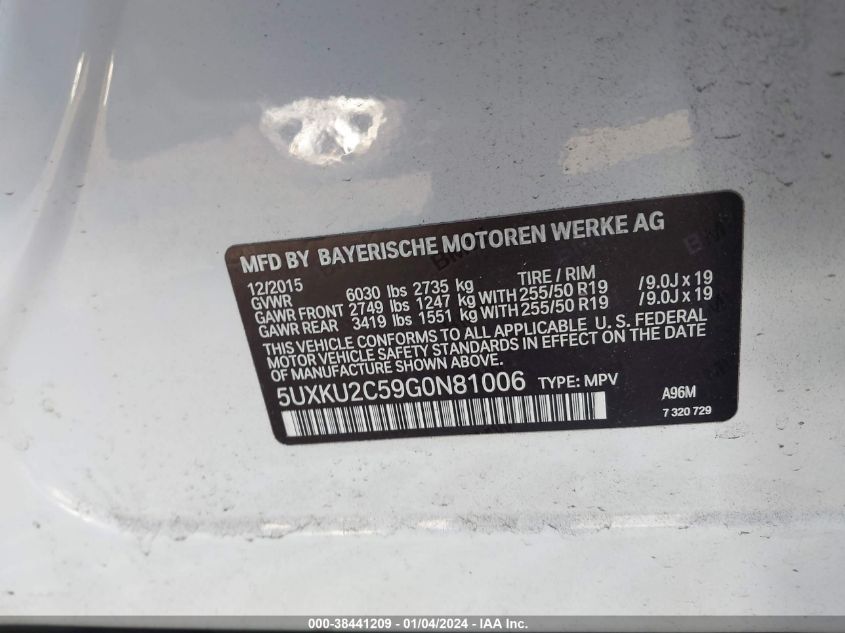 MFD BY BAYERISCHE MOTOREN WERKE AG
12/2015 TIRE / RIM
GVWR 6030 lbs 2735 kg
GAWR FRONT 2749 lbs 1247 kg WITH 255/50 R19 /9.0J x 19
GAWR REAR 3419 lbs 1551 kg WITH 255/50 R19 /9.0J x 19
THIS VEHICLE CONFORMS TO ALL APPLICABLE U. S. FEDERAL
MOTOR VEHICLE SAFETY STANDARDS IN EFFECT ON THE DATE
OF MANUFACTURE SHOWN ABOVE.
5UXKU2C59G0N81006 TYPE: MPV A96M
7 320 729
000-38441209 - 01/04/2024 - IAA Inc.